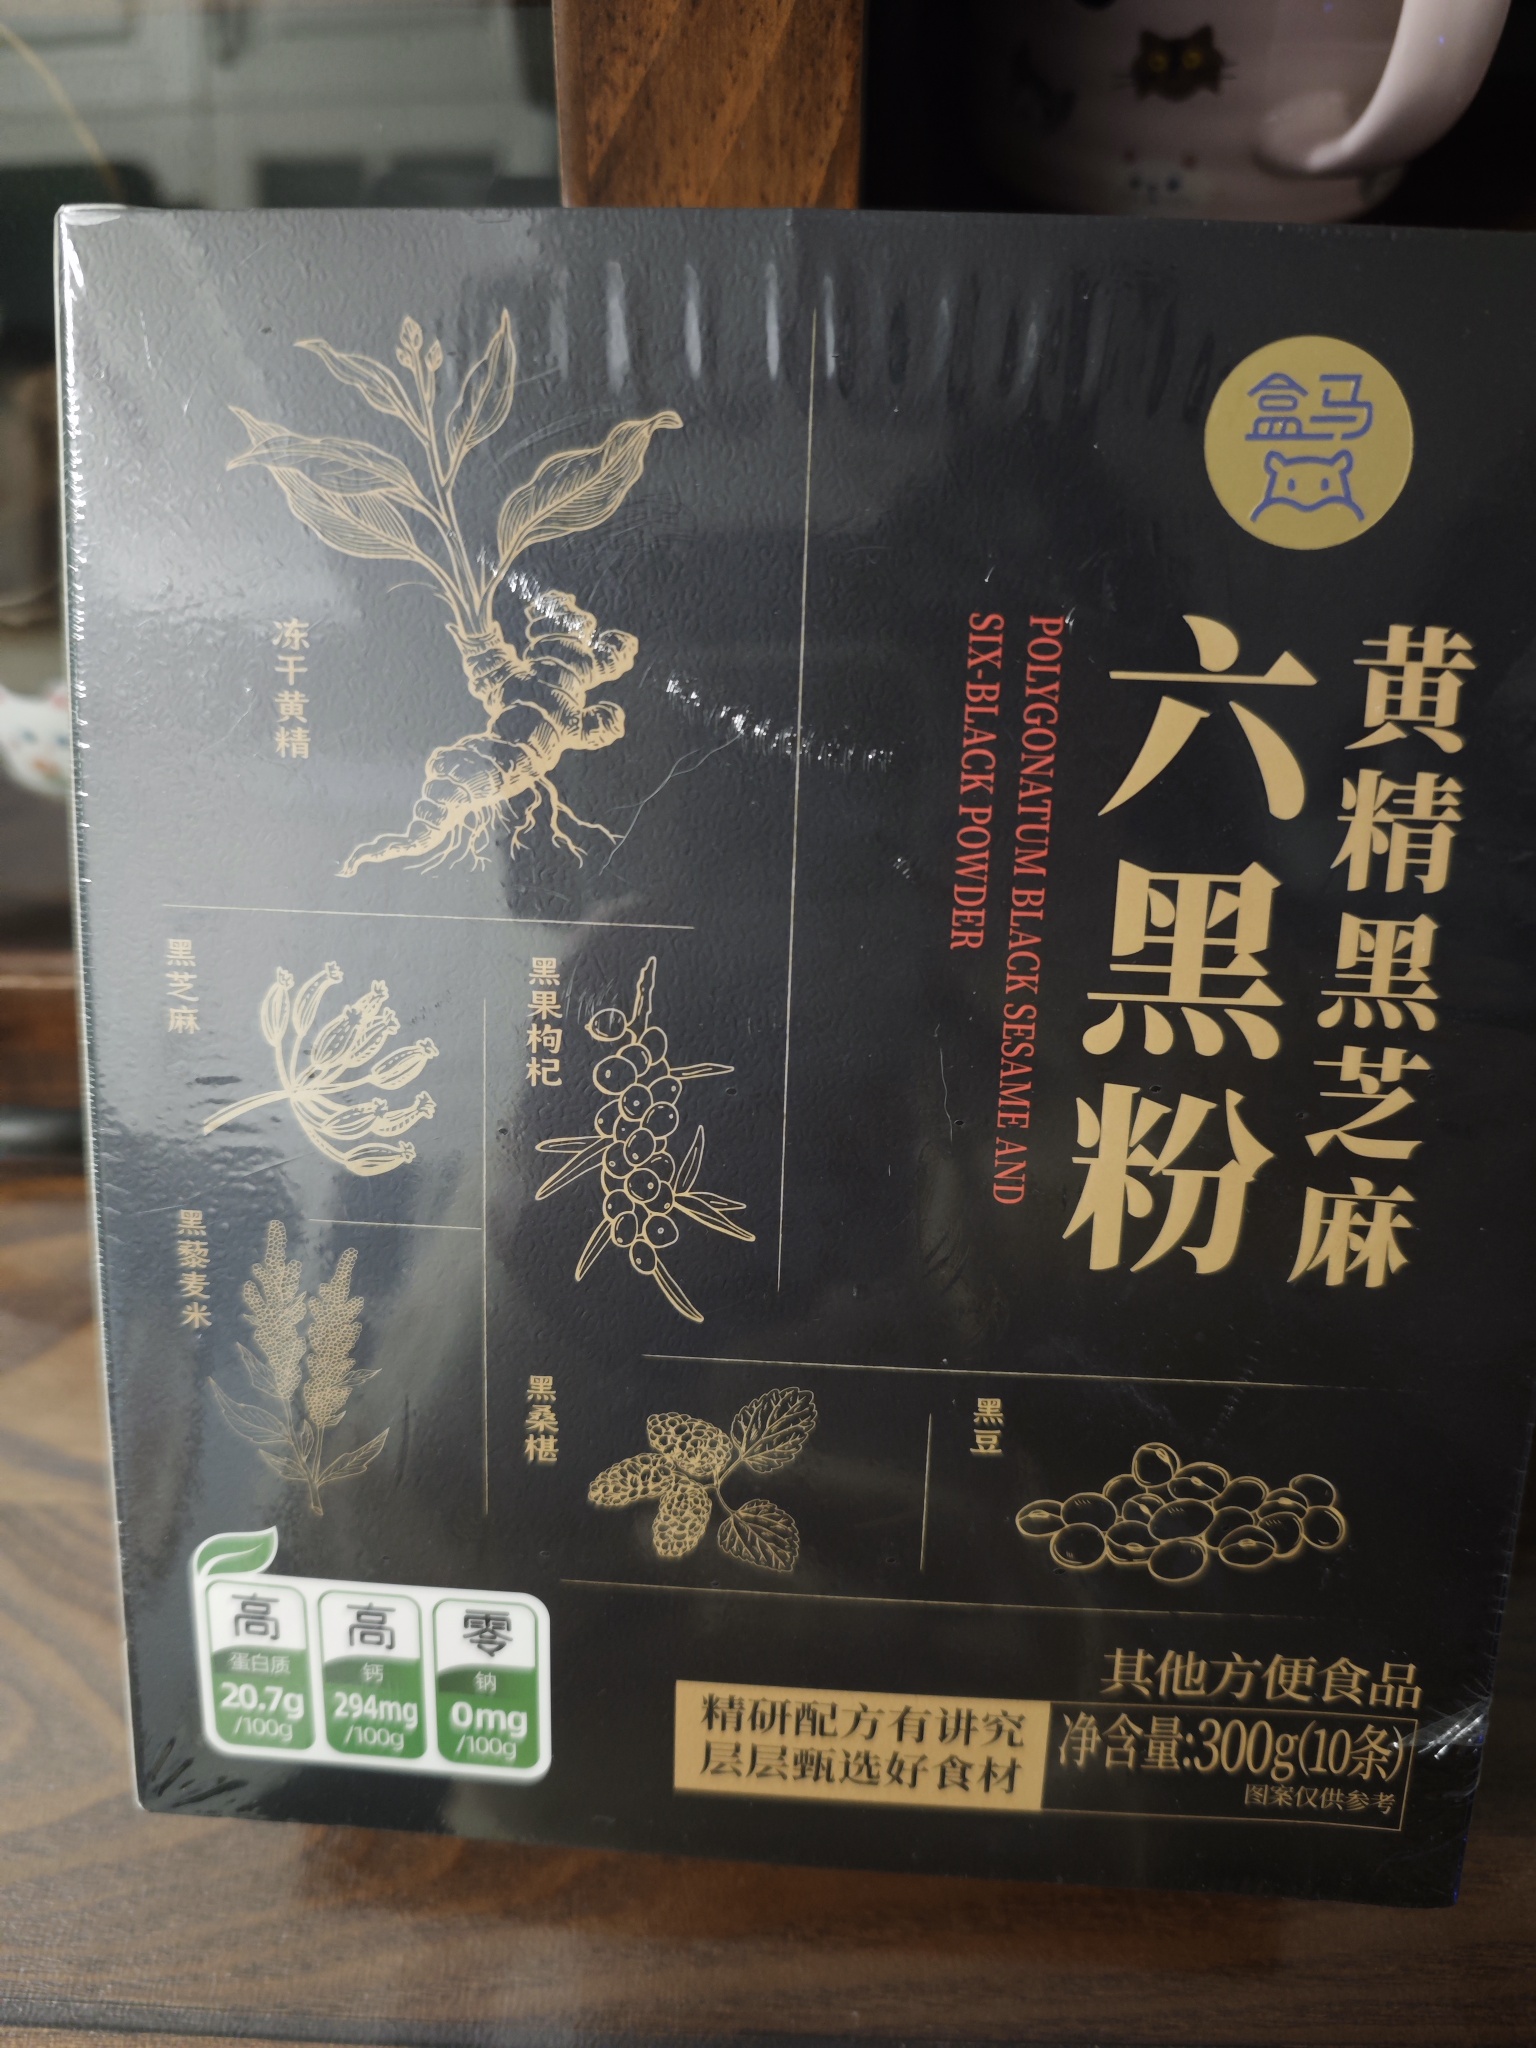 盒马
黄精黑芝麻
六黑粉
POLYGONATUM BLACK SESAME AND
SIX-BLACK POWDER
冻干黄精
黑芝麻
黑果枸杞
黑藜麦米
黑桑椹
黑豆
高
蛋白质
20.7g
/100g
高
钙
294mg
/100g
零
钠
0mg
/100g
精研配方有讲究
层层甄选好食材
其他方便食品
净含量:300g(10条)
图案仅供参考